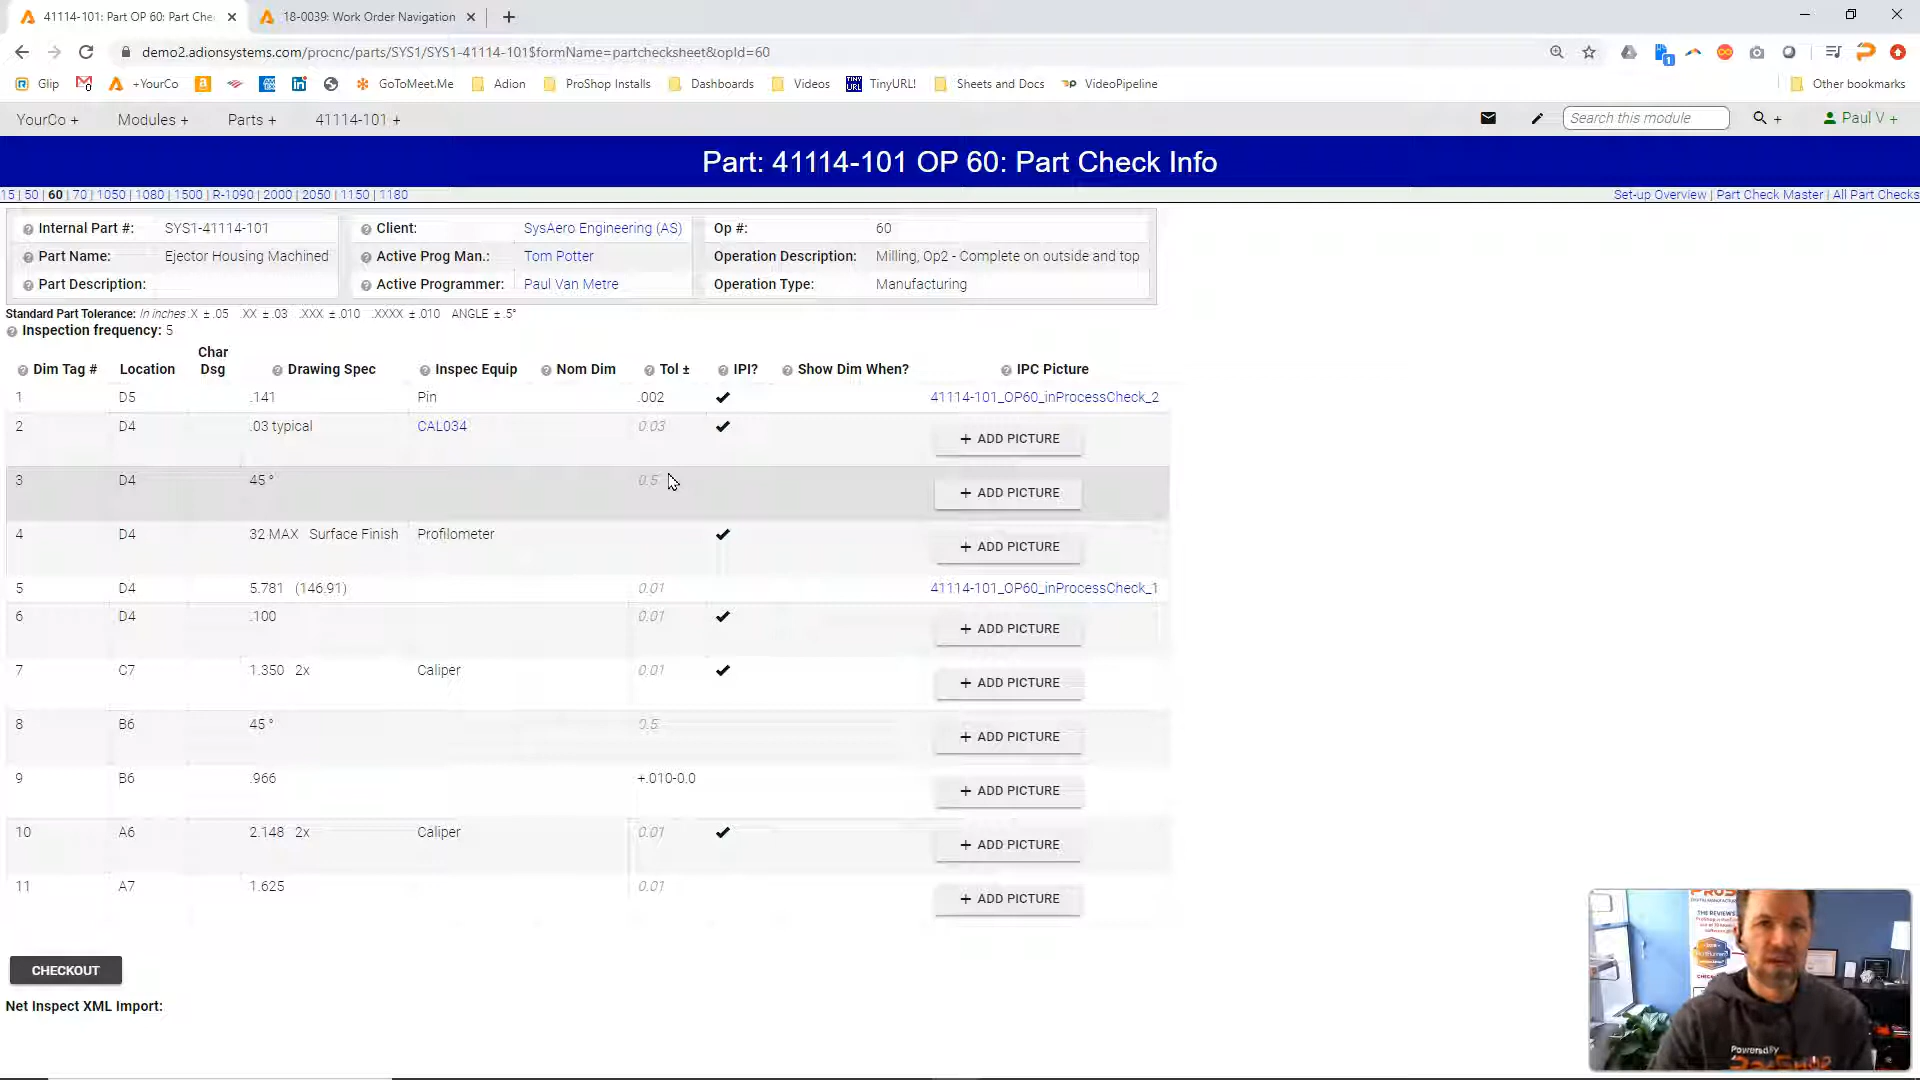 41114-101: Part OP 60: Part Che
18-0039: Work Order Navigation
demo2.adionsystems.com/procnc/parts/SYS1/SYS1-41114-101$formName=partchecksheet&opId=60
Glip
+YourCo
GoToMeet.Me
Adion
ProShop Installs
Dashboards
Videos
TINY URL
TinyURL!
Sheets and Docs
VideoPipeline
Other bookmarks
YourCo +
Modules +
Parts +
41114-101 +
Search this module
+
Paul V +
Part: 41114-101 OP 60: Part Check Info
15 | 50 | 60 | 70 | 1050 | 1080 | 1500 | R-1090 | 2000 | 2050 | 1150 | 1180
Set-up Overview | Part Check Master | All Part Checks
Internal Part #: SYS1-41114-101 Client: SysAero Engineering (AS) Op #: 60
Part Name: Ejector Housing Machined Active Prog Man.: Tom Potter Operation Description: Milling, Op2 - Complete on outside and top
Part Description: Active Programmer: Paul Van Metre Operation Type: Manufacturing
Standard Part Tolerance: In inches .X ±.05 .XX ±.03 .XXX ±.010 .XXXX ±.010 ANGLE ±.5°
Inspection frequency: 5
Dim Tag # Location Char Dsg Drawing Spec Inspec Equip Nom Dim Tol ± IPI? Show Dim When? IPC Picture
1 D5 .141 Pin .002 ✔ 41114-101_OP60_inProcessCheck_2
2 D4 .03 typical CAL034 0.03 ✔ + ADD PICTURE
3 D4 45 ° 0.5 + ADD PICTURE
4 D4 32 MAX Surface Finish Profilometer ✔ + ADD PICTURE
5 D4 5.781 (146.91) 0.01 41114-101_OP60_inProcessCheck_1
6 D4 .100 0.01 ✔ + ADD PICTURE
7 C7 1.350 2x Caliper 0.01 ✔ + ADD PICTURE
8 B6 45 ° 0.5 + ADD PICTURE
9 B6 .966 +.010-0.0 + ADD PICTURE
10 A6 2.148 2x Caliper 0.01 ✔ + ADD PICTURE
11 A7 1.625 0.01 + ADD PICTURE
CHECKOUT
Net Inspect XML Import:
THE REVIEWS
Powered By